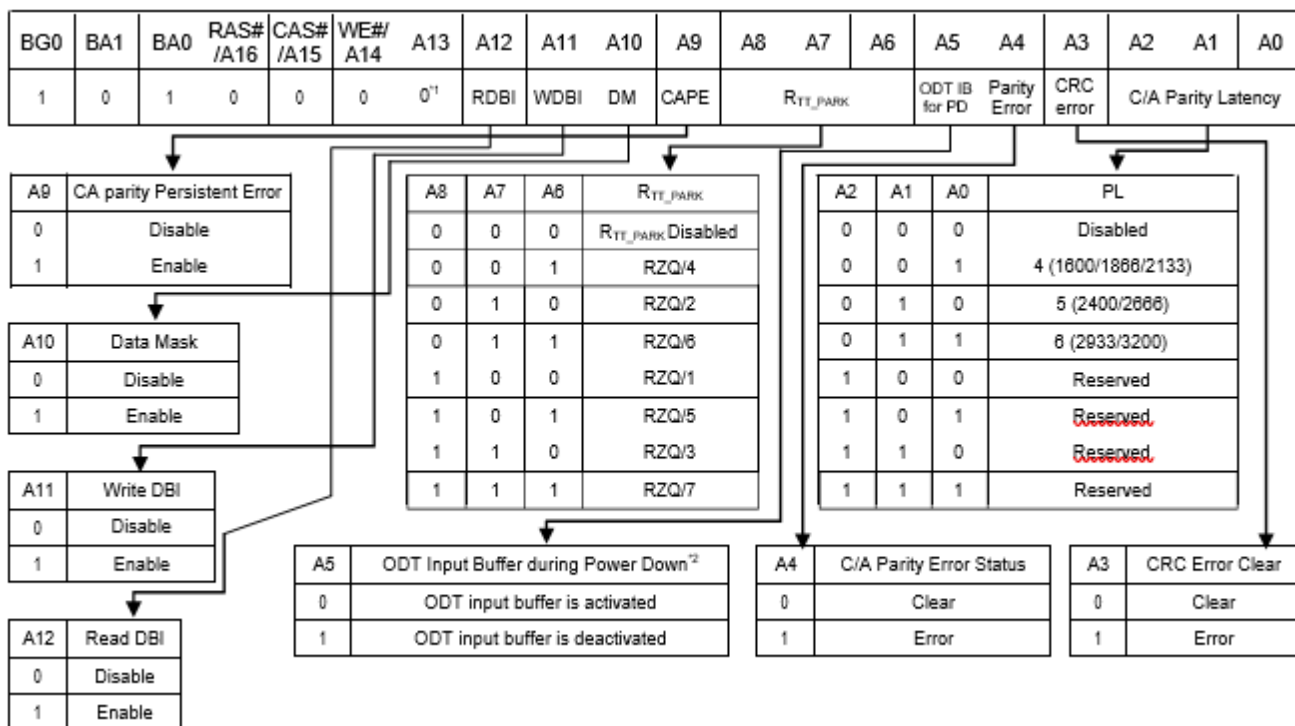 BG0 BA1 BA0 RAS# /A16 CAS# /A15 WE#/ A14 A13 A12 A11 A10 A9 A8 A7 A6 A5 A4 A3 A2 A1 A0
1 0 1 0 0 0 0*1 RDBI WDBI DM CAPE RTT_PARK ODT IB for PD Parity Error CRC error C/A Parity Latency
A9 CA parity Persistent Error
0 Disable
1 Enable
A10 Data Mask
0 Disable
1 Enable
A11 Write DBI
0 Disable
1 Enable
A12 Read DBI
0 Disable
1 Enable
A8 A7 A6 RTT_PARK
0 0 0 RTT_PARK Disabled
0 0 1 RZQ/4
0 1 0 RZQ/2
0 1 1 RZQ/6
1 0 0 RZQ/1
1 0 1 RZQ/5
1 1 0 RZQ/3
1 1 1 RZQ/7
A2 A1 A0 PL
0 0 0 Disabled
0 0 1 4 (1600/1866/2133)
0 1 0 5 (2400/2666)
0 1 1 6 (2933/3200)
1 0 0 Reserved
1 0 1 Reserved
1 1 0 Reserved
1 1 1 Reserved
A5 ODT Input Buffer during Power Down*2
0 ODT input buffer is activated
1 ODT input buffer is deactivated
A4 C/A Parity Error Status
0 Clear
1 Error
A3 CRC Error Clear
0 Clear
1 Error